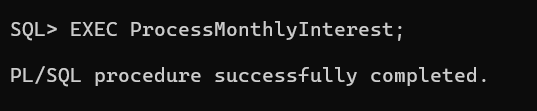 SQL> EXEC ProcessMonthlyInterest;
PL/SQL procedure successfully completed.